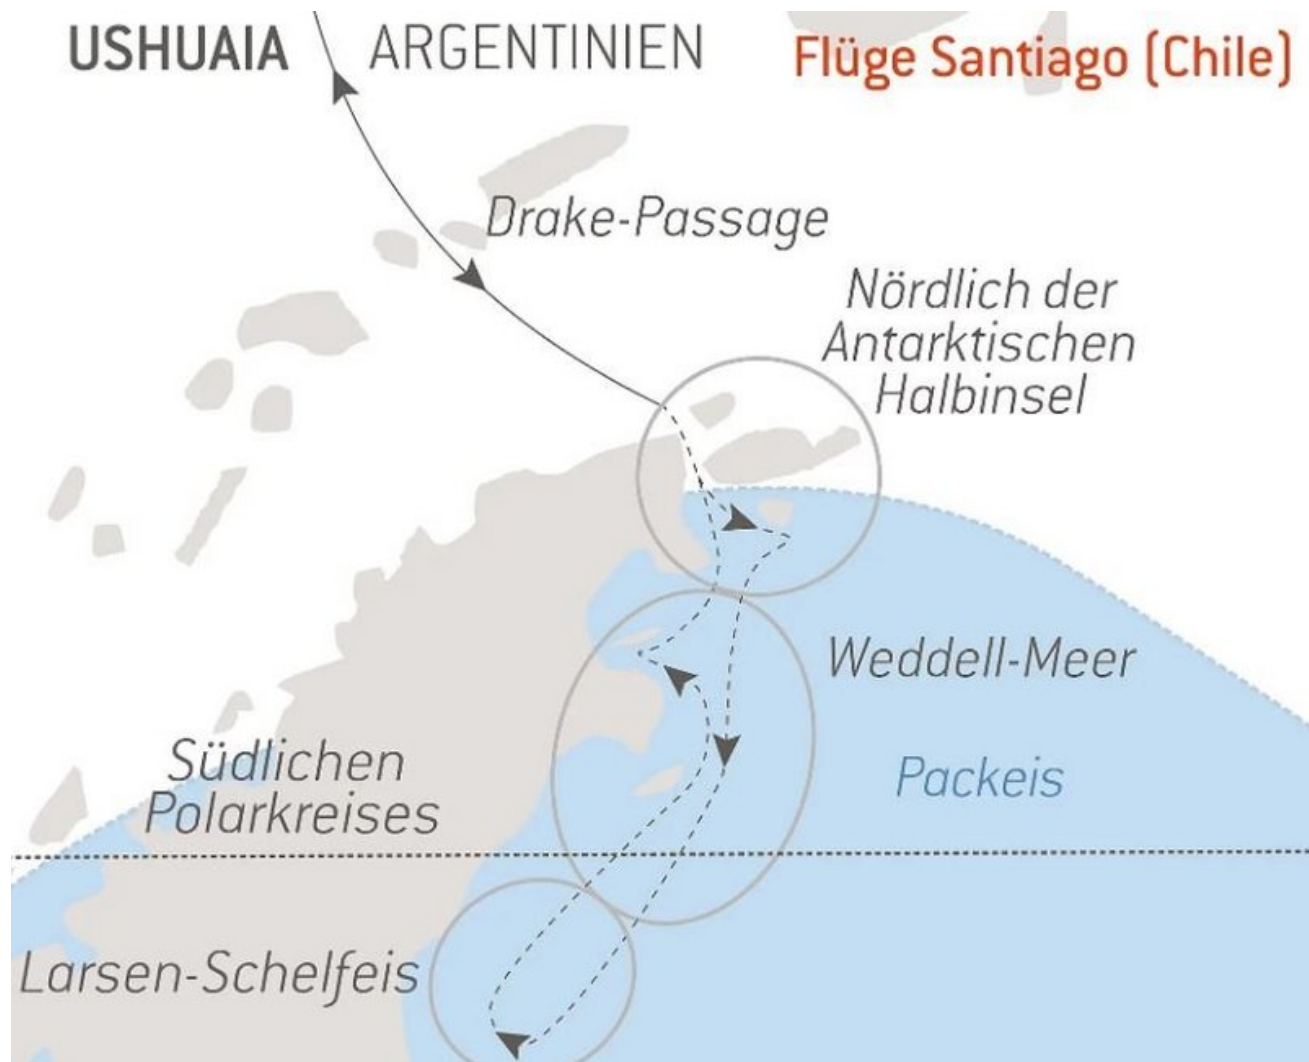 USHUAIA ARGENTINIEN
Flüge Santiago (Chile)
Drake-Passage
Nördlich der
Antarktischen
Halbinsel
Weddell-Meer
Packeis
Südlichen
Polarkreises
Larsen-Schelfeis